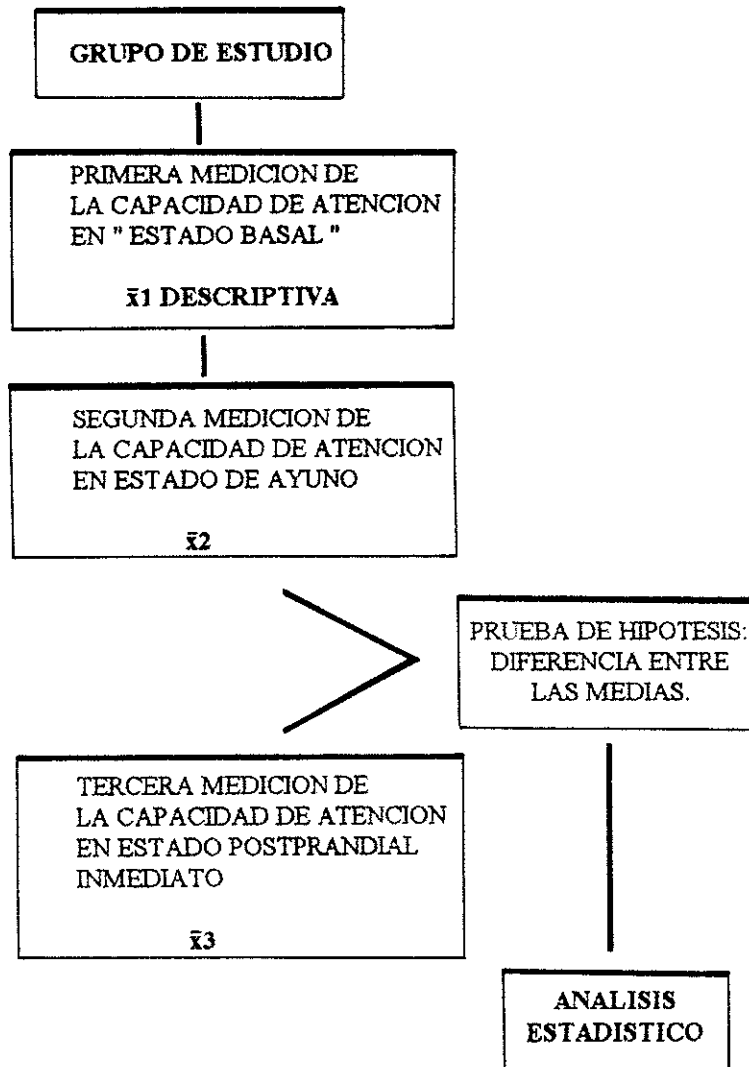 GRUPO DE ESTUDIO
PRIMERA MEDICION DE
LA CAPACIDAD DE ATENCION
EN " ESTADO BASAL "
x̄1 DESCRIPTIVA
SEGUNDA MEDICION DE
LA CAPACIDAD DE ATENCION
EN ESTADO DE AYUNO
x̄2
PRUEBA DE HIPOTESIS:
DIFERENCIA ENTRE
LAS MEDIAS.
TERCERA MEDICION DE
LA CAPACIDAD DE ATENCION
EN ESTADO POSTPRANDIAL
INMEDIATO
x̄3
ANALISIS
ESTADISTICO